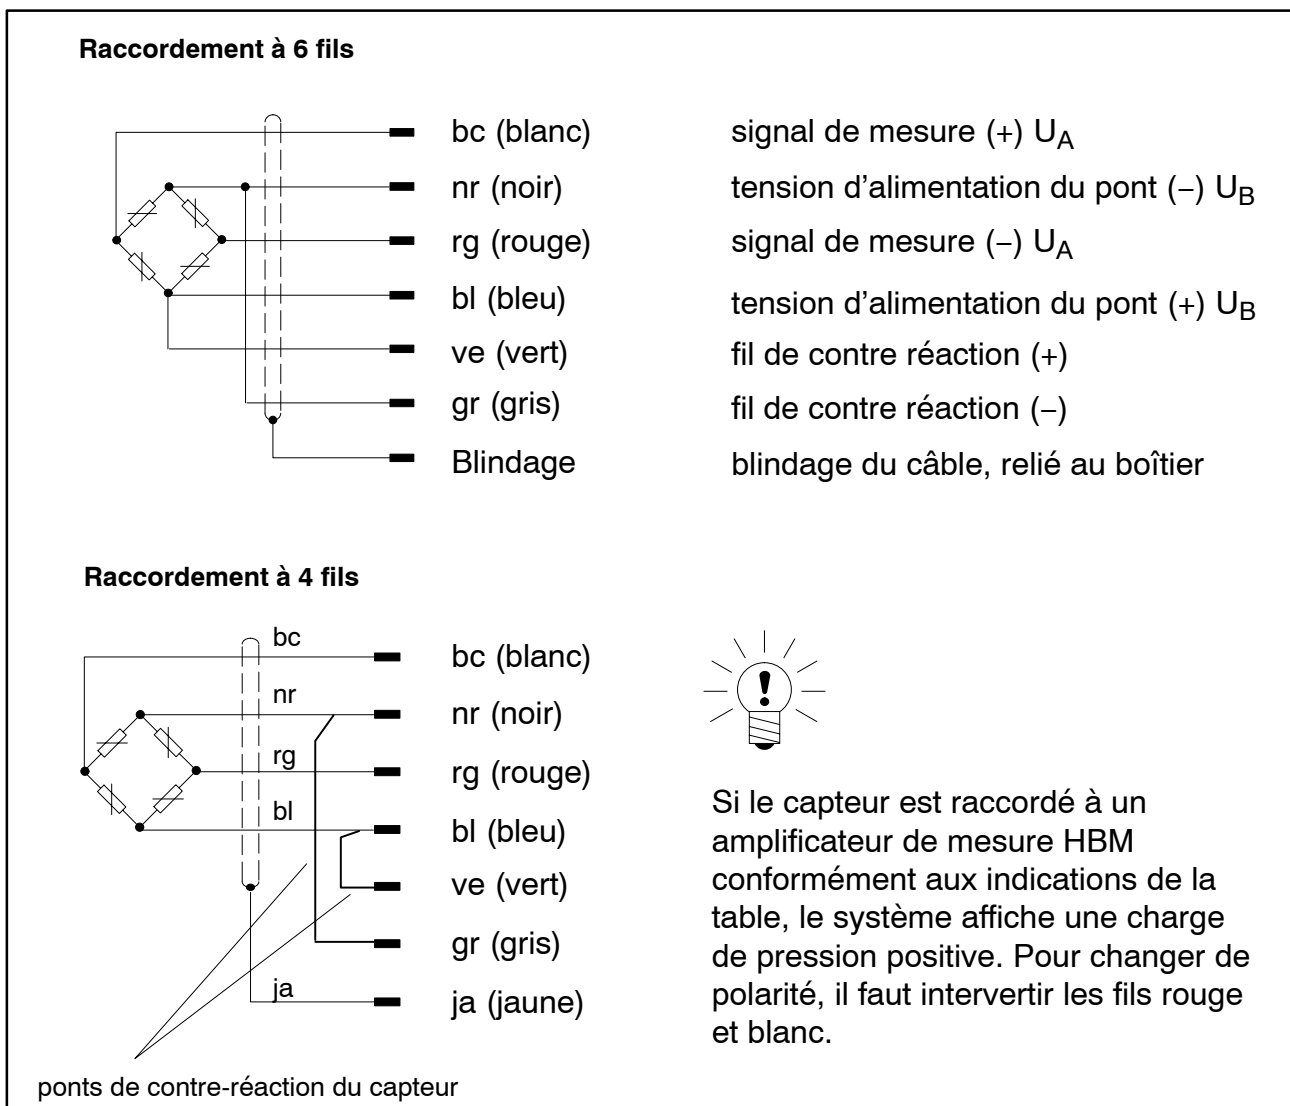 Raccordement à 6 fils
bc (blanc) signal de mesure (+) UA
nr (noir) tension d’alimentation du pont (−) UB
rg (rouge) signal de mesure (−) UA
bl (bleu) tension d’alimentation du pont (+) UB
ve (vert) fil de contre réaction (+)
gr (gris) fil de contre réaction (−)
Blindage blindage du câble, relié au boîtier
Raccordement à 4 fils
bc bc (blanc)
nr nr (noir)
rg rg (rouge)
bl bl (bleu)
ve (vert)
gr (gris)
ja ja (jaune)
ponts de contre-réaction du capteur
!
Si le capteur est raccordé à un
amplificateur de mesure HBM
conformément aux indications de la
table, le système affiche une charge
de pression positive. Pour changer de
polarité, il faut intervertir les fils rouge
et blanc.